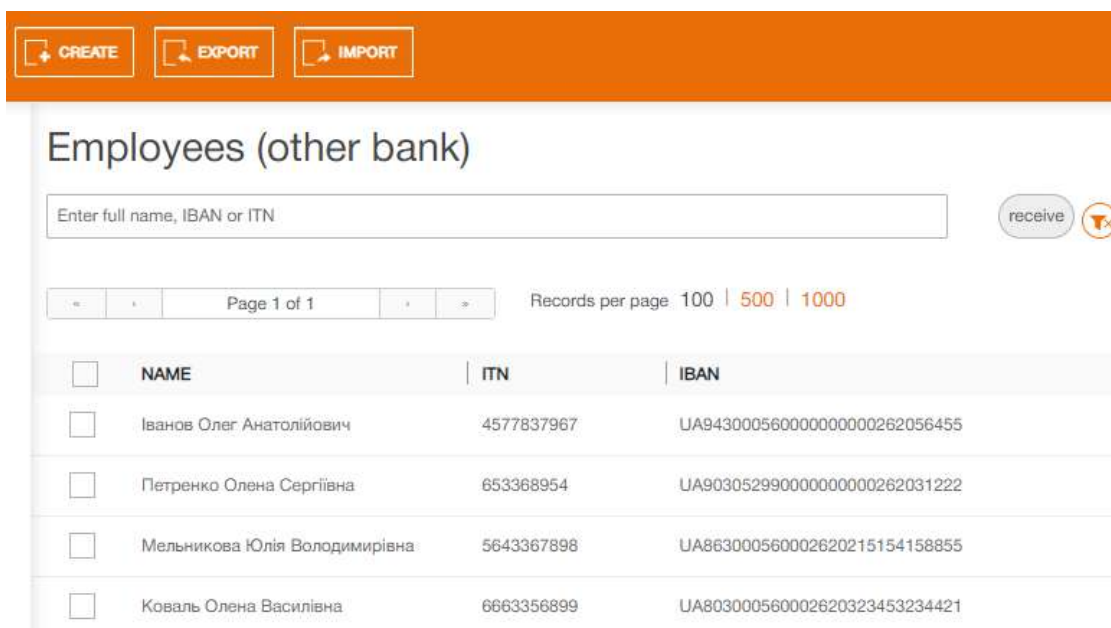 CREATE EXPORT IMPORT
Employees (other bank)
Enter full name, IBAN or ITN receive
Page 1 of 1 Records per page 100 | 500 | 1000
NAME ITN IBAN
Іванов Олег Анатолійович 4577837967 UA943000560000000000262056455
Петренко Олена Сергіївна 653368954 UA903052990000000000262031222
Мельникова Юлія Володимирівна 5643367898 UA863000560002620215154158855
Коваль Олена Василівна 6663356899 UA803000560002620323453234421